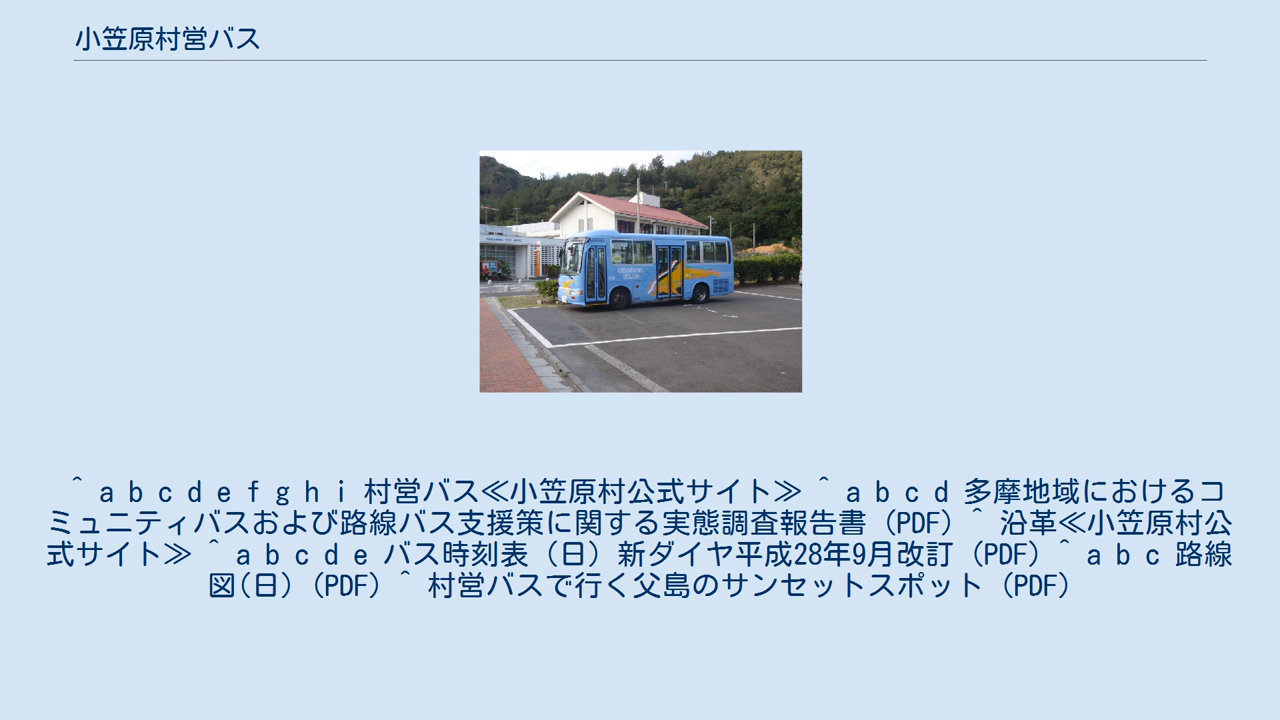 小笠原村営バス
^ a b c d e f g h i 村営バス≪小笠原村公式サイト≫ ^ a b c d 多摩地域におけるコ
ミュニティバスおよび路線バス支援策に関する実態調査報告書（PDF）^ 沿革≪小笠原村公
式サイト≫ ^ a b c d e バス時刻表（日）新ダイヤ平成28年9月改訂（PDF）^ a b c 路線
図(日)（PDF）^ 村営バスで行く父島のサンセットスポット（PDF）